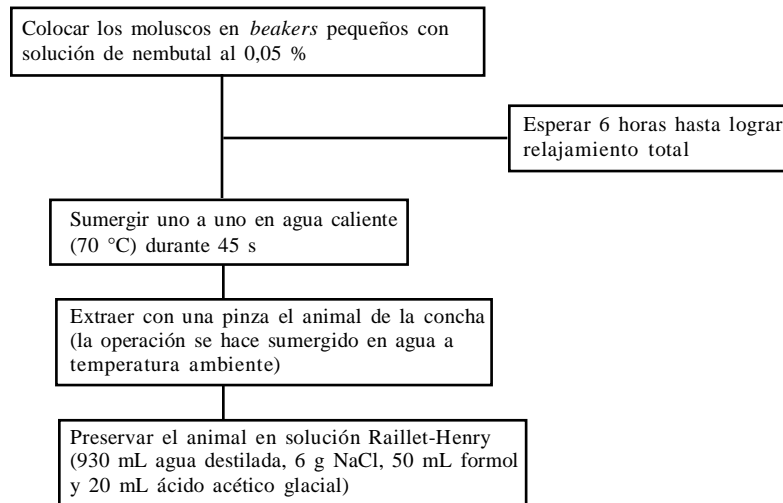 Colocar los moluscos en beakers pequeños con
solución de nembutal al 0,05 %
Esperar 6 horas hasta lograr
relajamiento total
Sumergir uno a uno en agua caliente
(70 °C) durante 45 s
Extraer con una pinza el animal de la concha
(la operación se hace sumergido en agua a
temperatura ambiente)
Preservar el animal en solución Raillet-Henry
(930 mL agua destilada, 6 g NaCl, 50 mL formol
y 20 mL ácido acético glacial)